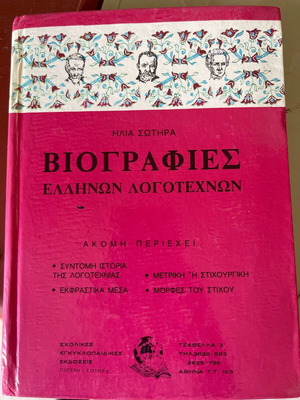 ΗΛΙΑ ΣΩΤΗΡΑ
ΒΙΟΓΡΑΦΙΕΣ
ΕΛΛΗΝΩΝ ΛΟΓΟΤΕΧΝΩΝ
ΑΚΟΜΗ ΠΕΡΙΕΧΕΙ
• ΣΥΝΤΟΜΗ ΙΣΤΟΡΙΑ
ΤΗΣ ΛΟΓΟΤΕΧΝΙΑΣ
• ΕΚΦΡΑΣΤΙΚΑ ΜΕΣΑ
• ΜΕΤΡΙΚΗ Ή ΣΤΙΧΟΥΡΓΙΚΗ
• ΜΟΡΦΕΣ ΤΟΥ ΣΤΙΧΟΥ
ΣΧΟΛΙΚΕΣ
ΕΓΚΥΚΛΟΠΑΙΔΙΚΕΣ
ΕΚΔΟΣΕΙΣ
ΤΖΑΒΕΛΛΑ
ΑΘΗΝΑ Τ.Τ.